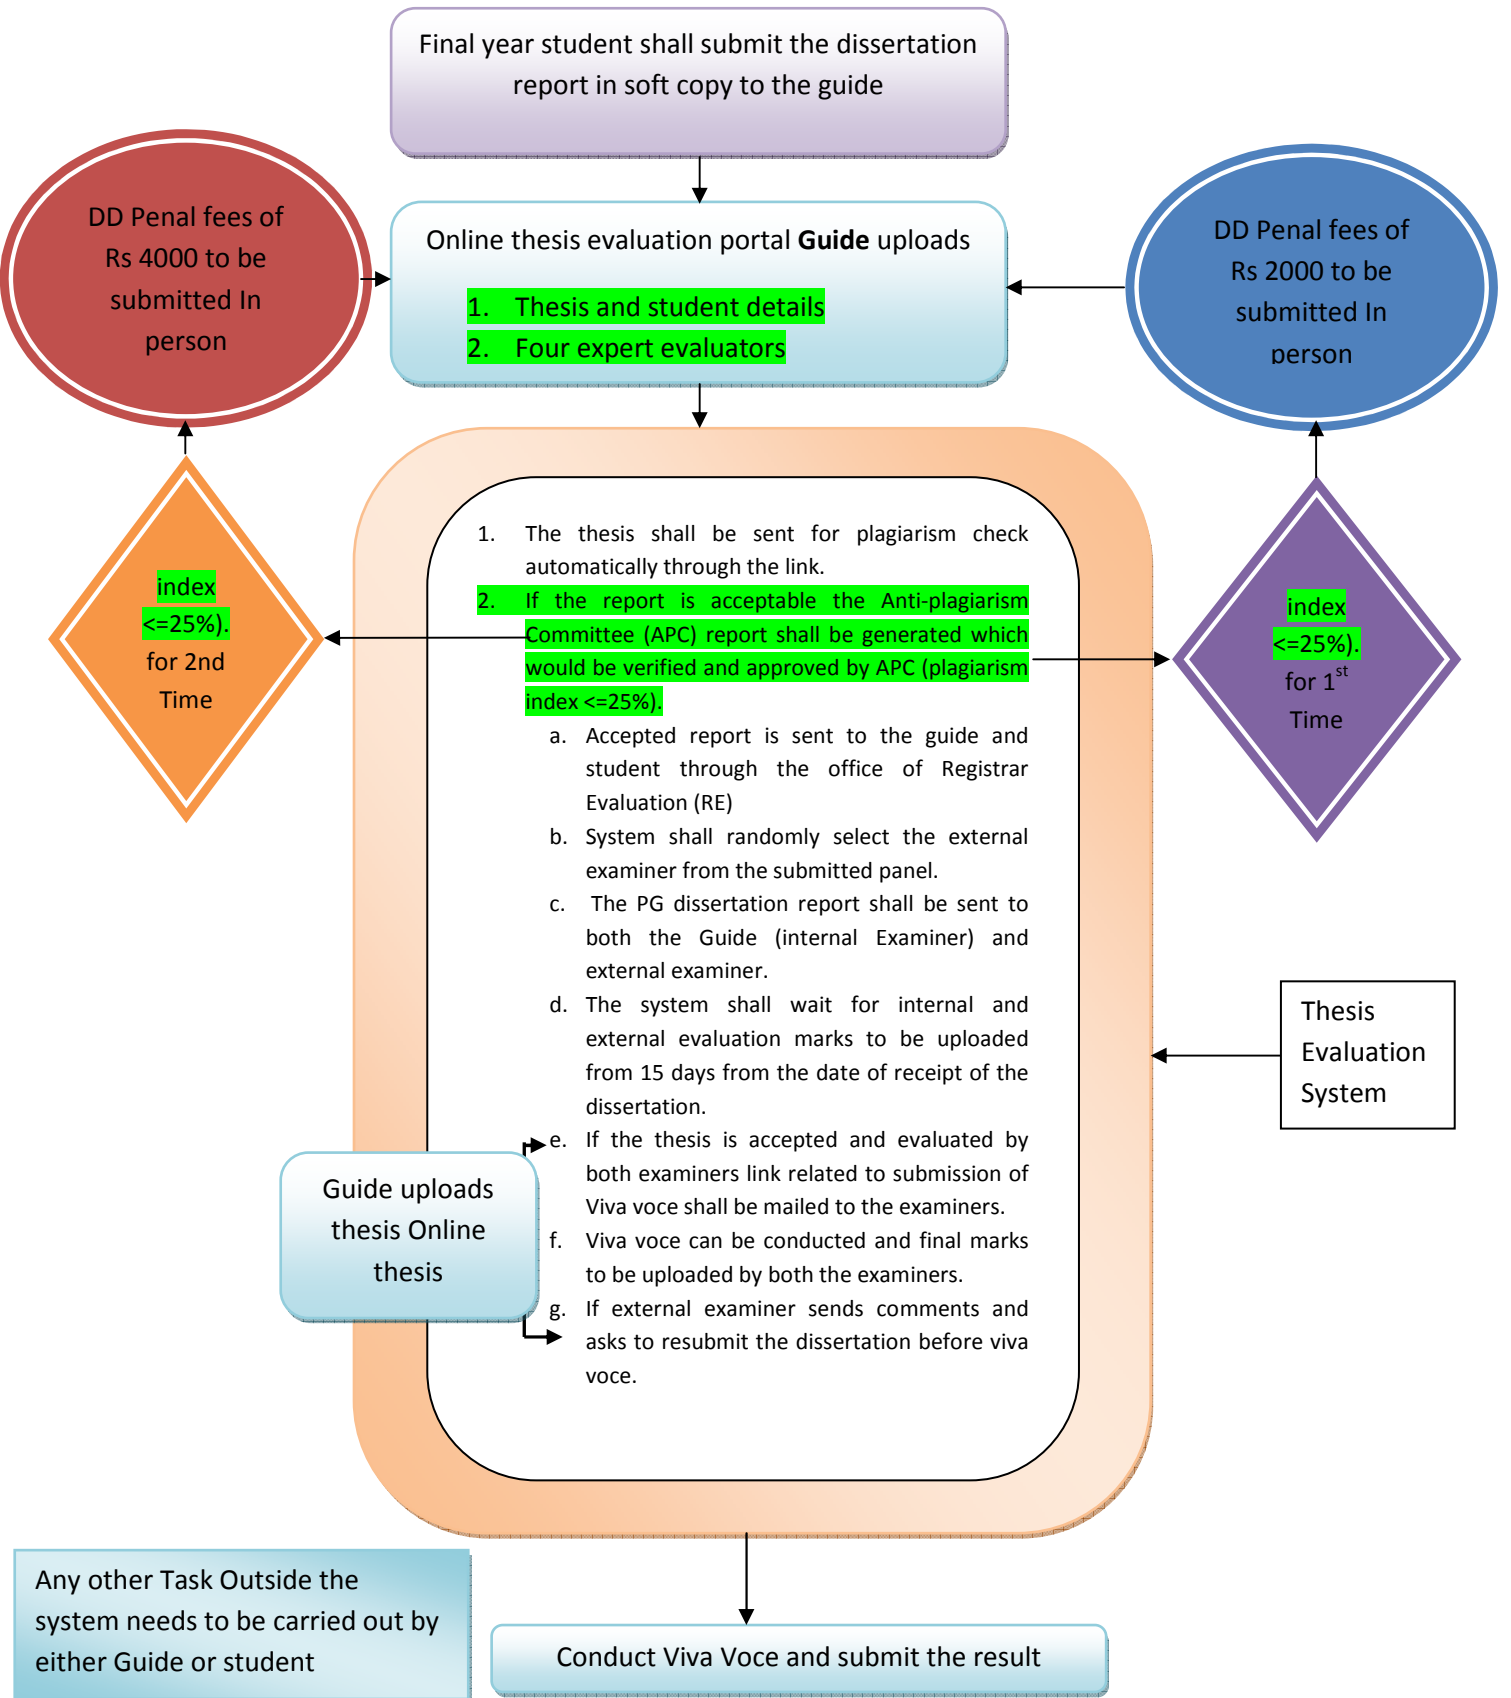 Final year student shall submit the dissertation
report in soft copy to the guide
DD Penal fees of
Rs 4000 to be
submitted In
person
Online thesis evaluation portal Guide uploads
1. Thesis and student details
2. Four expert evaluators
DD Penal fees of
Rs 2000 to be
submitted In
person
index
<=25%).
for 2nd
Time
1. The thesis shall be sent for plagiarism check
automatically through the link.
2. If the report is acceptable the Anti-plagiarism
Committee (APC) report shall be generated which
would be verified and approved by APC (plagiarism
index <=25%).
a. Accepted report is sent to the guide and
student through the office of Registrar
Evaluation (RE)
b. System shall randomly select the external
examiner from the submitted panel.
c. The PG dissertation report shall be sent to
both the Guide (internal Examiner) and
external examiner.
d. The system shall wait for internal and
external evaluation marks to be uploaded
from 15 days from the date of receipt of the
dissertation.
e. If the thesis is accepted and evaluated by
both examiners link related to submission of
Viva voce shall be mailed to the examiners.
f. Viva voce can be conducted and final marks
to be uploaded by both the examiners.
g. If external examiner sends comments and
asks to resubmit the dissertation before viva
voce.
index
<=25%).
for 1st
Time
Thesis
Evaluation
System
Guide uploads
thesis Online
thesis
Any other Task Outside the
system needs to be carried out by
either Guide or student
Conduct Viva Voce and submit the result